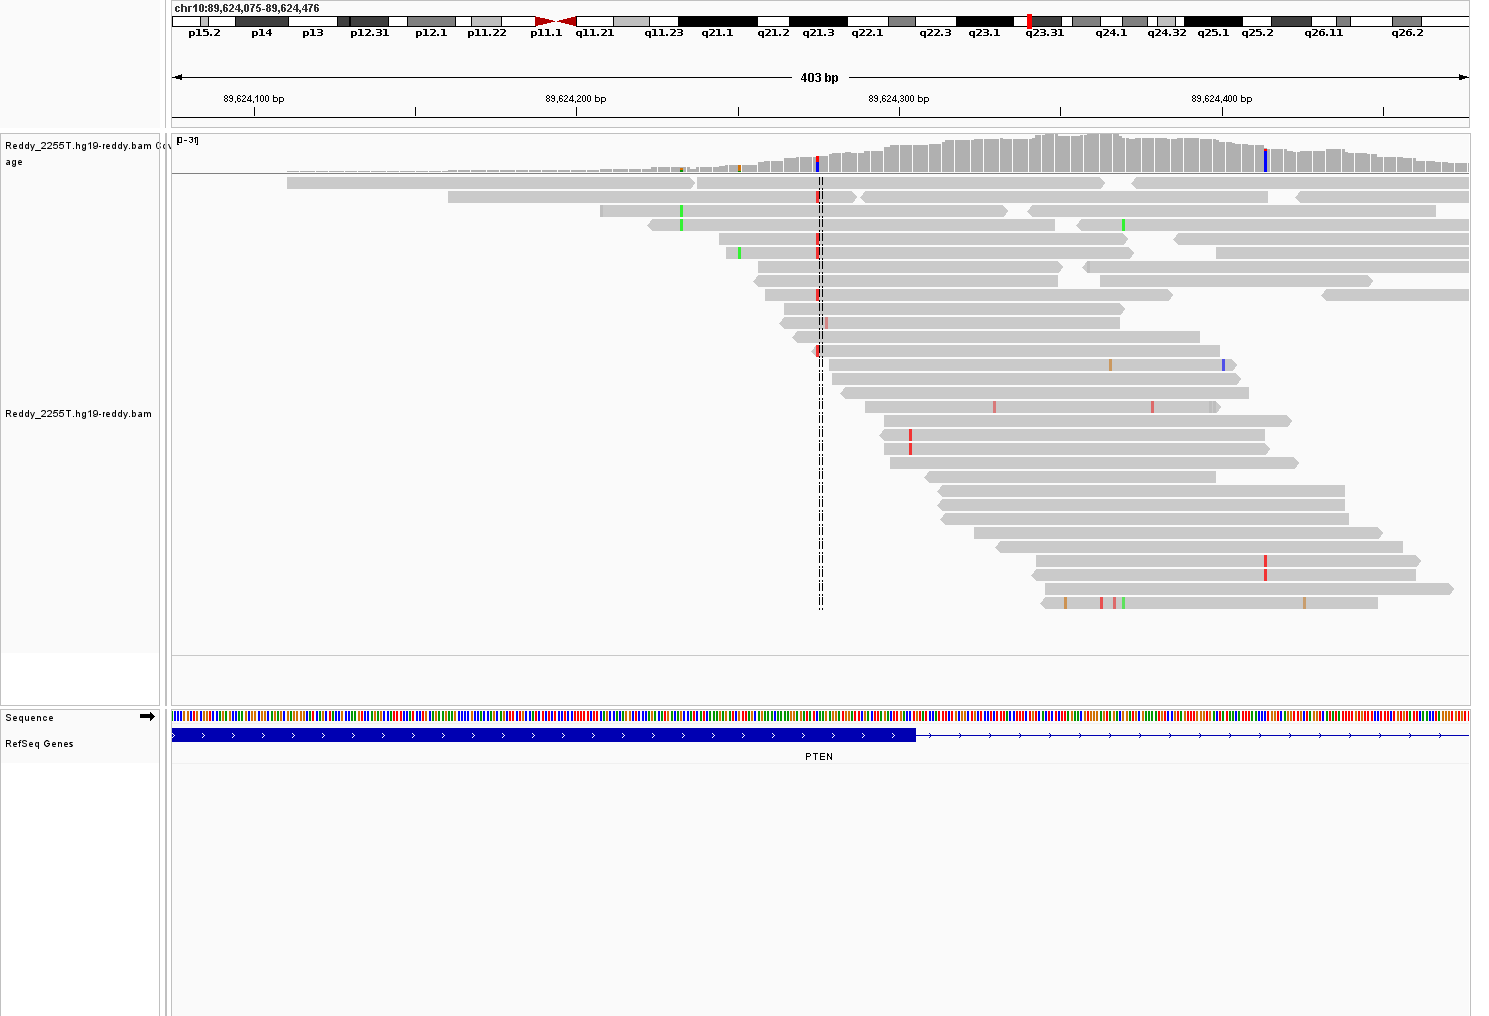 chr10:89,624,075-89,624,476
p15.2 p14 p13 p12.31 p12.1 p11.22 p11.1 q11.21 q11.23 q21.1 q21.2 q21.3 q22.1 q22.3 q23.1 q23.31 q24.1 q24.32 q25.1 q25.2 q26.11 q26.2
403 bp
89,624,100 bp 89,624,200 bp 89,624,300 bp 89,624,400 bp
Reddy_2255T.hg19-reddy.bam Cov
age
[0-31]
Reddy_2255T.hg19-reddy.bam
Sequence
RefSeq Genes
PTEN